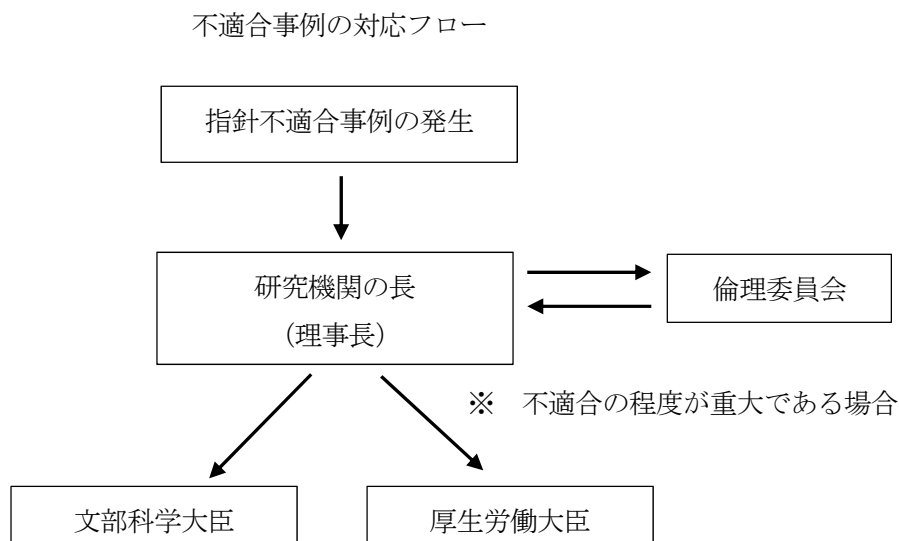 不適合事例の対応フロー
指針不適合事例の発生
研究機関の長
（理事長）
倫理委員会
※　不適合の程度が重大である場合
文部科学大臣
厚生労働大臣